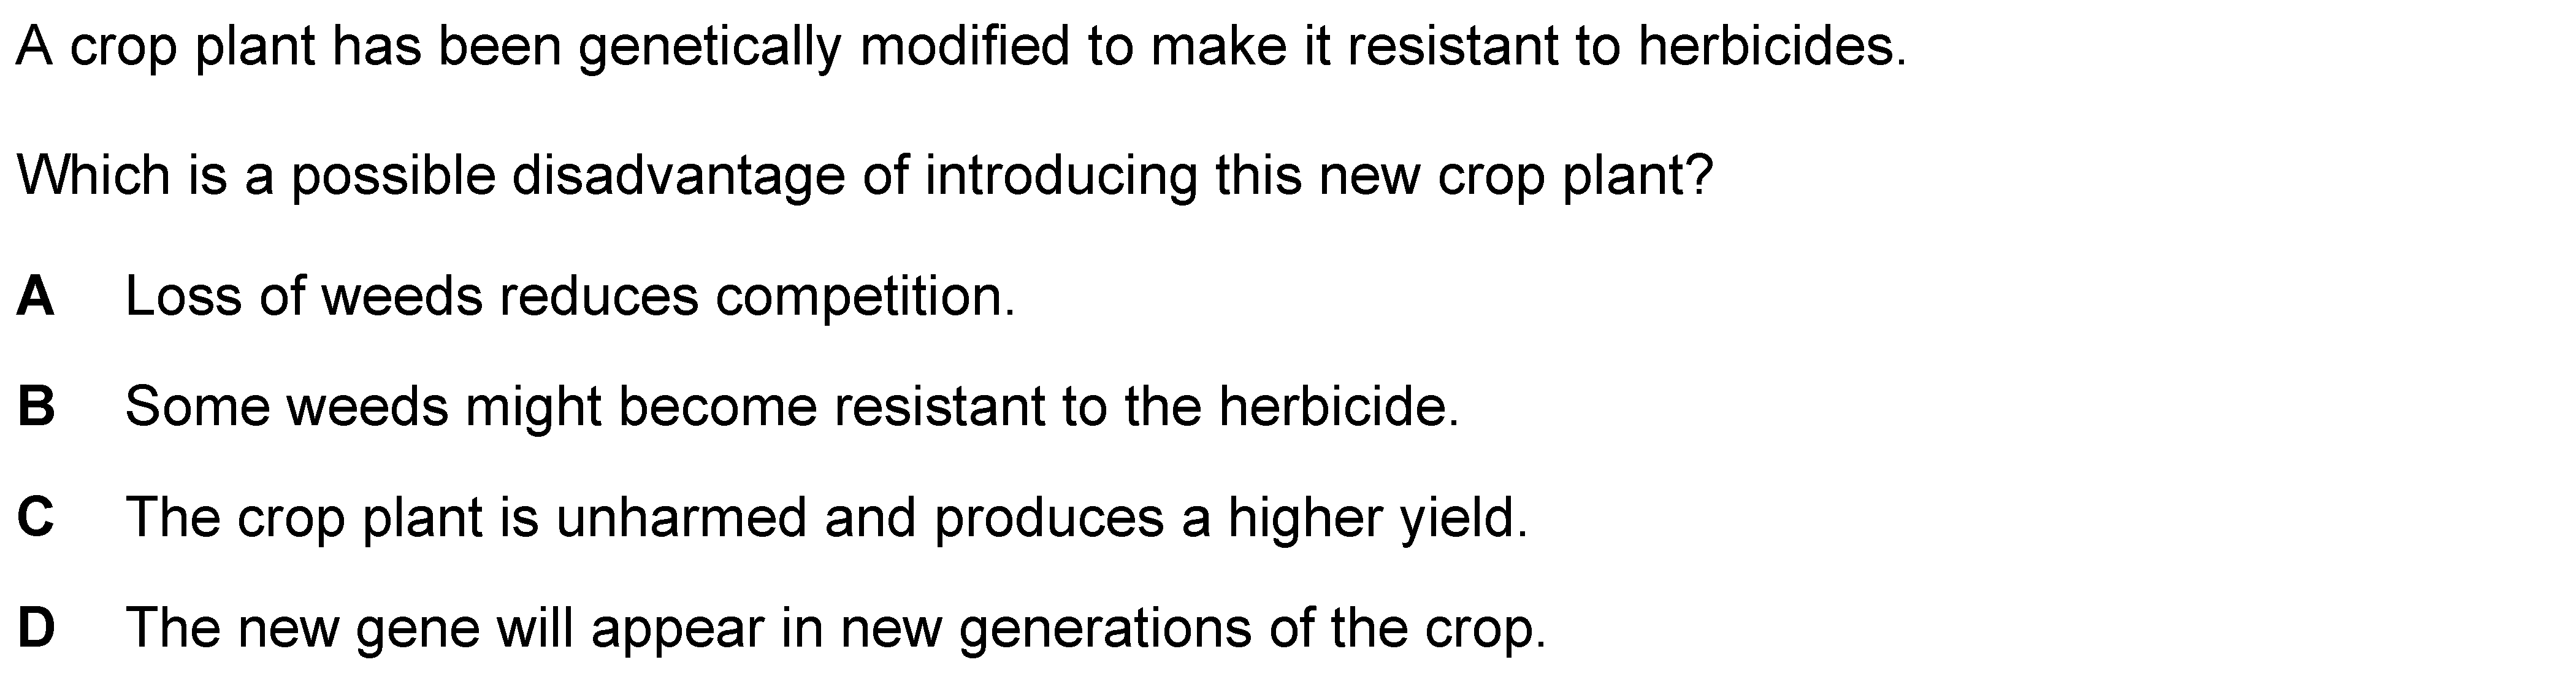 A crop plant has been genetically modified to make it resistant to herbicides.
Which is a possible disadvantage of introducing this new crop plant?
A Loss of weeds reduces competition.
B Some weeds might become resistant to the herbicide.
C The crop plant is unharmed and produces a higher yield.
D The new gene will appear in new generations of the crop.